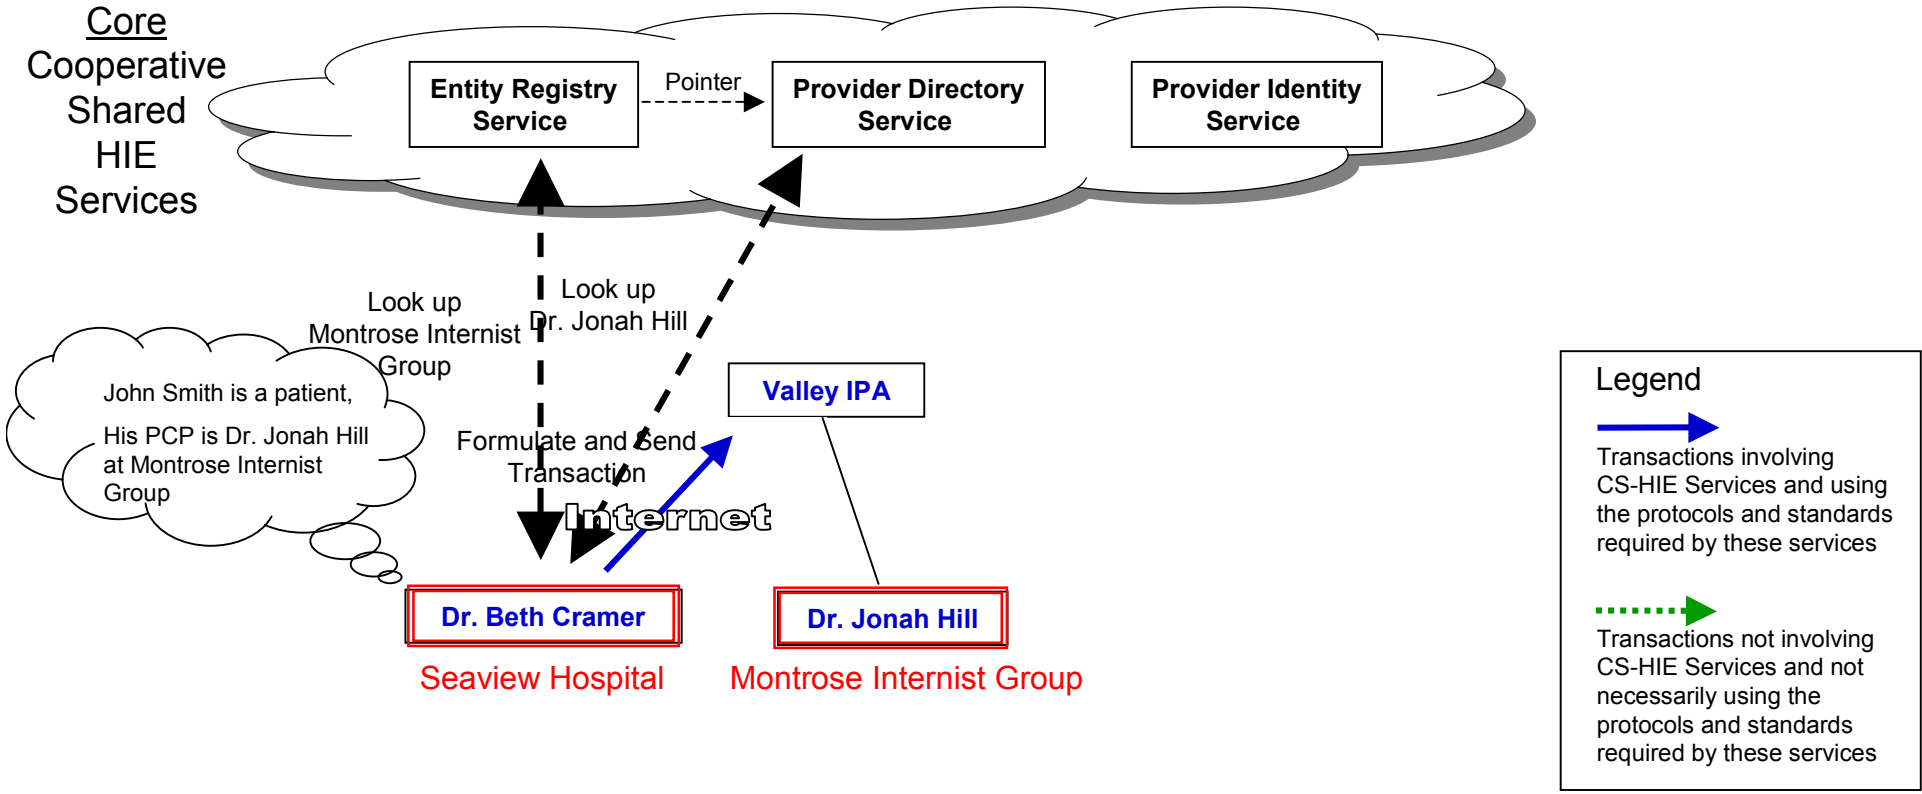 Core
Cooperative
Shared
HIE
Services
Entity Registry
Service
Pointer
Provider Directory
Service
Provider Identity
Service
Look up
Montrose Internist
Group
Look up
Dr. Jonah Hill
John Smith is a patient,
His PCP is Dr. Jonah Hill
at Montrose Internist
Group
Valley IPA
Formulate and Send
Transaction
Internet
Dr. Beth Cramer
Seaview Hospital
Dr. Jonah Hill
Montrose Internist Group
Legend
Transactions involving
CS-HIE Services and using
the protocols and standards
required by these services
Transactions not involving
CS-HIE Services and not
necessarily using the
protocols and standards
required by these services